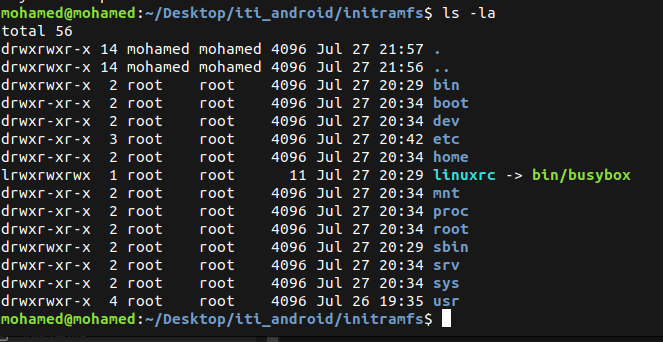 mohamed@mohamed:~/Desktop/iti_android/initramfs$ ls -la
total 56
drwxrwxr-x 14 mohamed mohamed 4096 Jul 27 21:57 .
drwxrwxr-x 14 mohamed mohamed 4096 Jul 27 21:56 ..
drwxrwxr-x  2 root    root    4096 Jul 27 20:29 bin
drwxr-xr-x  2 root    root    4096 Jul 27 20:34 boot
drwxr-xr-x  2 root    root    4096 Jul 27 20:34 dev
drwxr-xr-x  3 root    root    4096 Jul 27 20:42 etc
drwxr-xr-x  2 root    root    4096 Jul 27 20:34 home
lrwxrwxrwx  1 root    root      11 Jul 27 20:29 linuxrc -> bin/busybox
drwxr-xr-x  2 root    root    4096 Jul 27 20:34 mnt
drwxr-xr-x  2 root    root    4096 Jul 27 20:34 proc
drwxr-xr-x  2 root    root    4096 Jul 27 20:34 root
drwxrwxr-x  2 root    root    4096 Jul 27 20:29 sbin
drwxr-xr-x  2 root    root    4096 Jul 27 20:34 srv
drwxr-xr-x  2 root    root    4096 Jul 27 20:34 sys
drwxrwxr-x  4 root    root    4096 Jul 26 19:35 usr
mohamed@mohamed:~/Desktop/iti_android/initramfs$